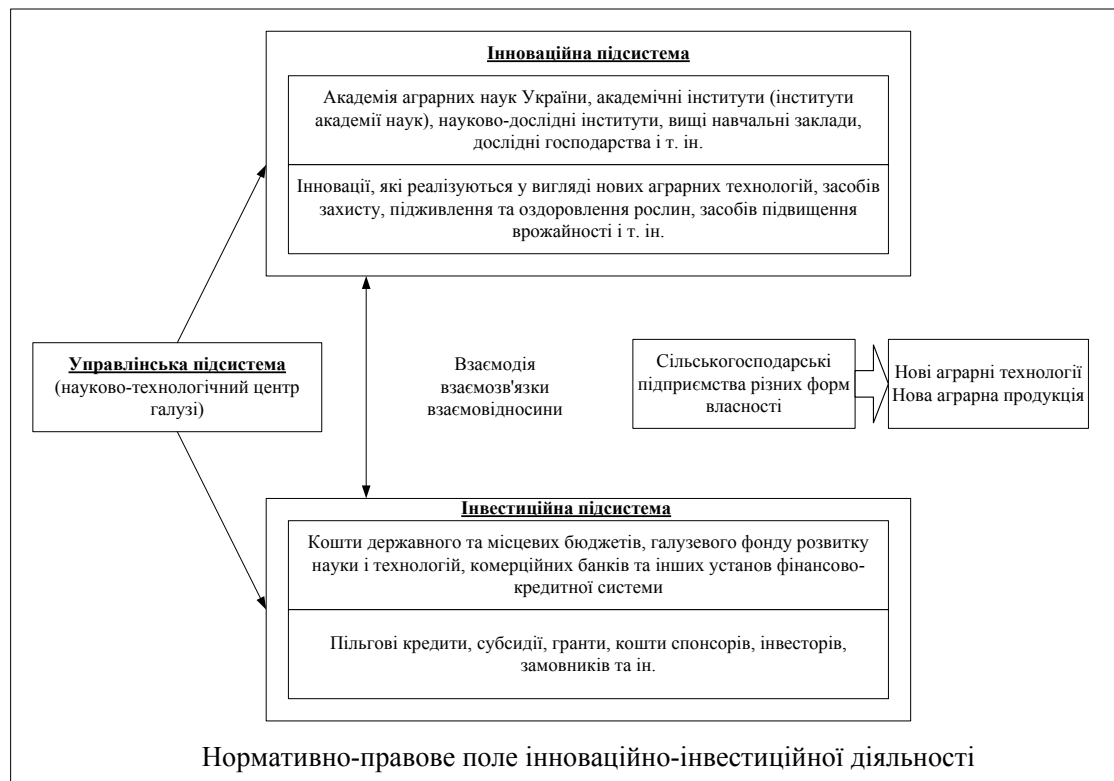 Інноваційна підсистема
Академія аграрних наук України, академічні інститути (інститути
академії наук), науково-дослідні інститути, вищі навчальні заклади,
дослідні господарства і т. ін.
Інновації, які реалізуються у вигляді нових аграрних технологій, засобів
захисту, підживлення та оздоровлення рослин, засобів підвищення
врожайності і т. ін.
Управлінська підсистема
(науково-технологічний центр
галузі)
Взаємодія
взаємозв'язки
взаємовідносини
Сільськогосподарські
підприємства різних форм
власності
Нові аграрні технології
Нова аграрна продукція
Інвестиційна підсистема
Кошти державного та місцевих бюджетів, галузевого фонду розвитку
науки і технологій, комерційних банків та інших установ фінансово-
кредитної системи
Пільгові кредити, субсидії, гранти, кошти спонсорів, інвесторів,
замовників та ін.
Нормативно-правове поле інноваційно-інвестиційної діяльності